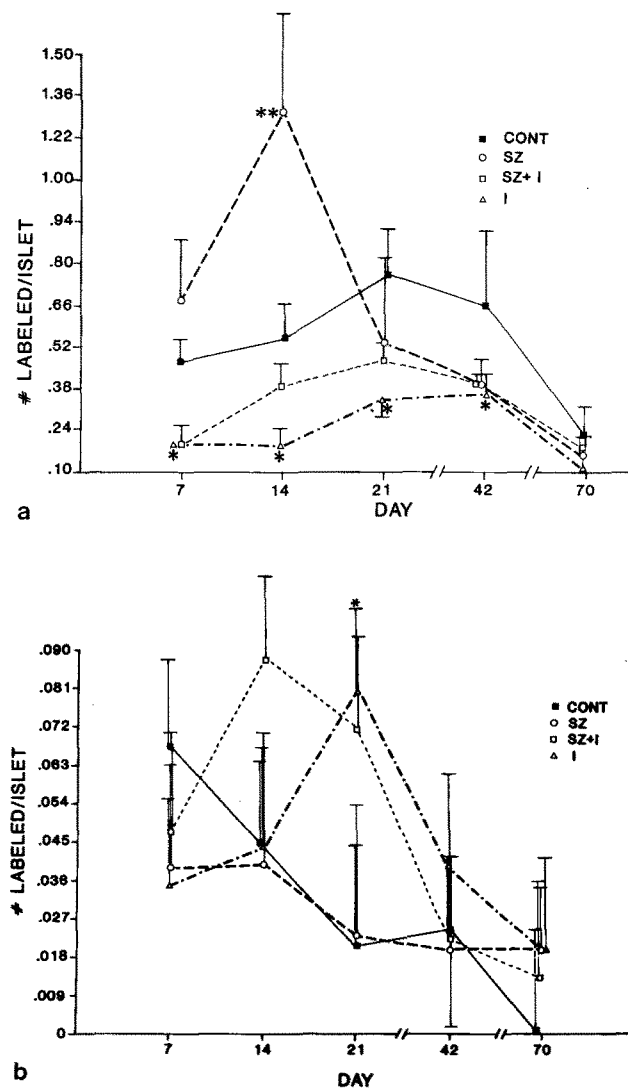 1.50
1.36
1.22
1.00
.94
.80
.66
.52
.38
.24
.10
# LABELED/ISLET
**
CONT
SZ
SZ+ I
I
*
*
*
*
7
14
21
42
70
DAY
a
.090
.081
.072
.063
.054
.045
.036
.027
.018
.009
0
# LABELED/ISLET
*
CONT
SZ
SZ+I
I
7
14
21
42
70
DAY
b